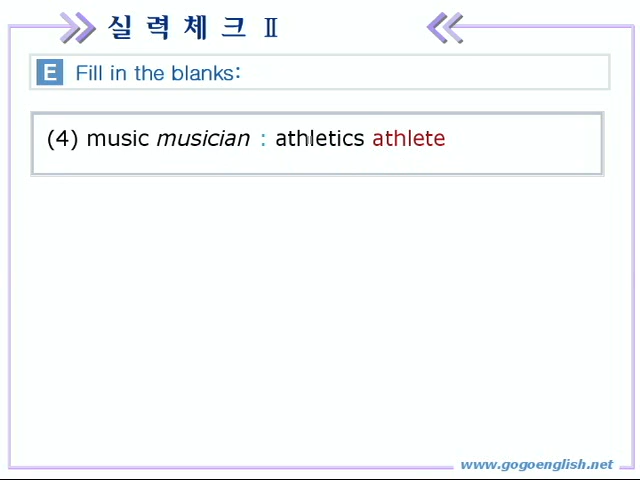 실력체크 Ⅱ
E Fill in the blanks:
(4) music musician : athletics athlete
www.gogoenglish.net